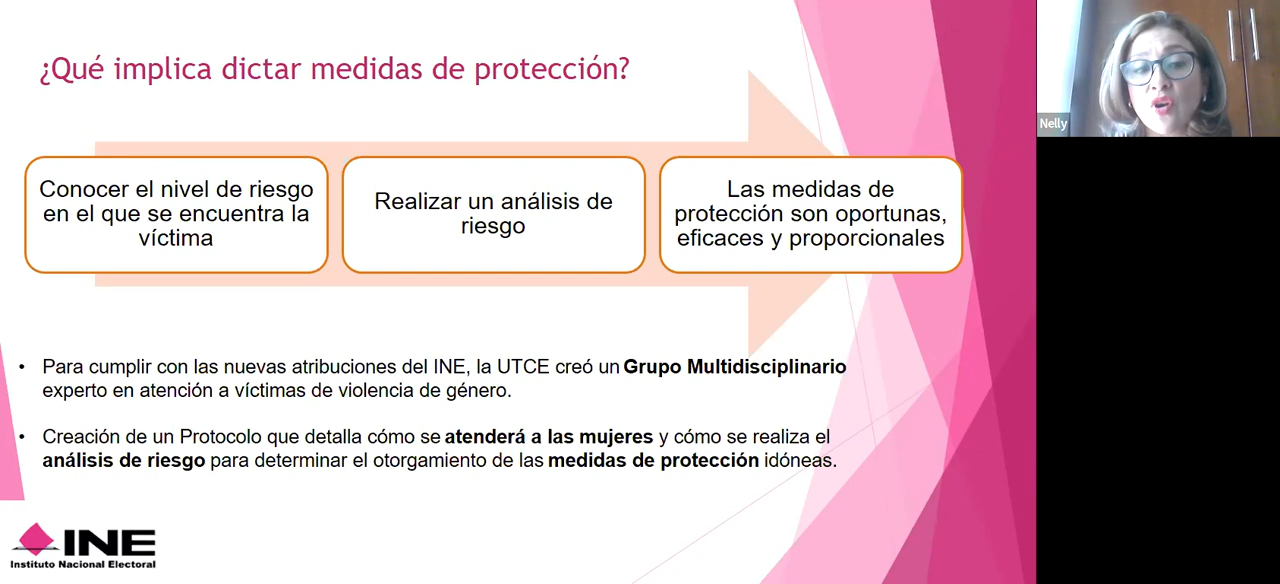 ¿Qué implica dictar medidas de protección?
Nelly
Conocer el nivel de riesgo
en el que se encuentra la
víctima
Realizar un análisis de
riesgo
Las medidas de
protección son oportunas,
eficaces y proporcionales
• Para cumplir con las nuevas atribuciones del INE, la UTCE creó un Grupo Multidisciplinario
experto en atención a víctimas de violencia de género.
• Creación de un Protocolo que detalla cómo se atenderá a las mujeres y cómo se realiza el
análisis de riesgo para determinar el otorgamiento de las medidas de protección idóneas.
INE
Instituto Nacional Electoral